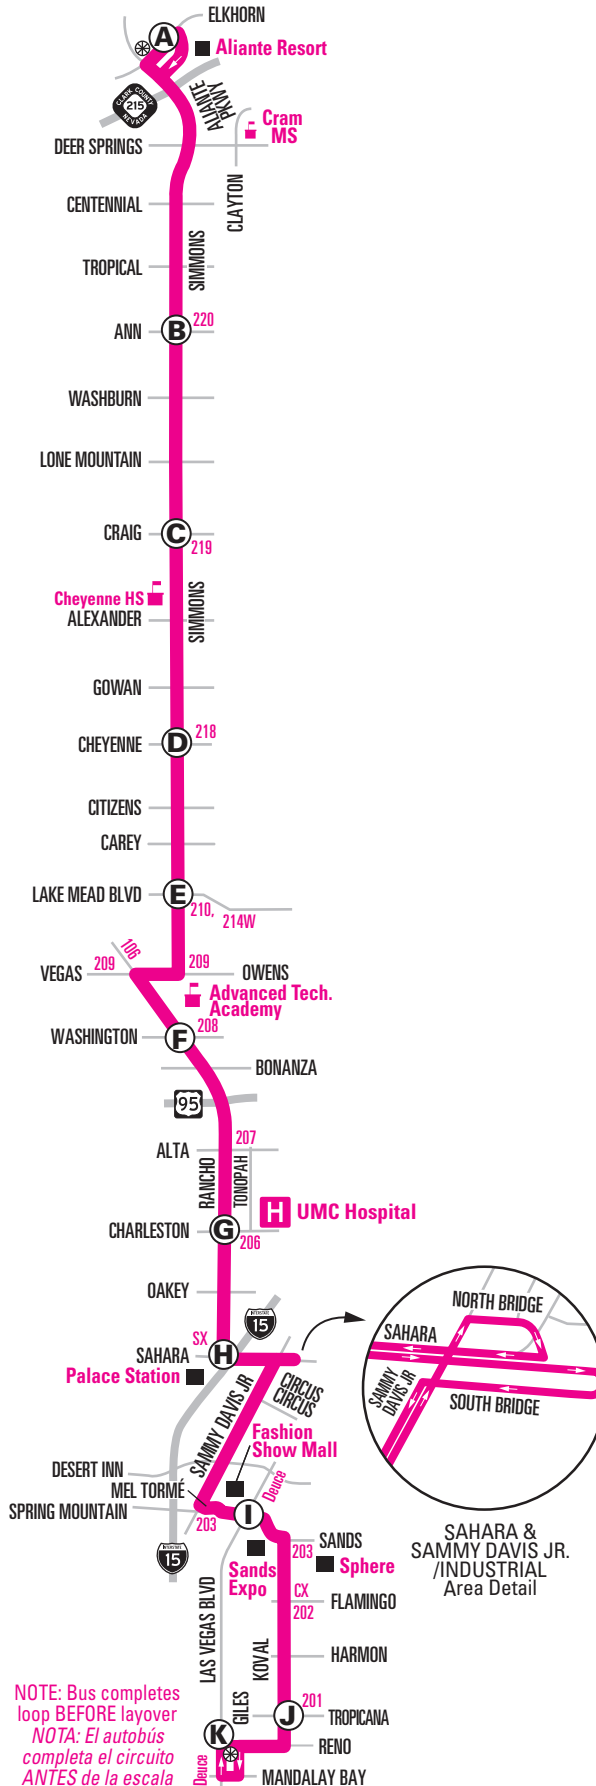 ELKHORN
A
Aliante Resort
CLARK COUNTY
215
NEVADA
ALIANTE
PKWY
Cram
MS
DEER SPRINGS
CLAYTON
CENTENNIAL
SIMMONS
TROPICAL
220
ANN
B
WASHBURN
LONE MOUNTAIN
CRAIG
C
219
Cheyenne HS
SIMMONS
ALEXANDER
GOWAN
218
CHEYENNE
D
CITIZENS
CAREY
LAKE MEAD BLVD
E
210,
214W
106
209
209
VEGAS
OWENS
Advanced Tech.
Academy
208
WASHINGTON
F
BONANZA
95
207
ALTA
RANCHO
TONOPAH
H UMC Hospital
CHARLESTON
G
206
OAKEY
INTERSTATE
15
SX
SAHARA
H
Palace Station
CIRCUS
CIRCUS
SAMMY DAVIS JR
NORTH BRIDGE
SAHARA
SAMMY
DAVIS JR
SOUTH BRIDGE
SAHARA &
SAMMY DAVIS JR.
/INDUSTRIAL
Area Detail
Fashion
Show Mall
DESERT INN
Deuce
MEL TORMÉ
SPRING MOUNTAIN
203
I
INTERSTATE
15
SANDS
203
Sands
Expo
Sphere
CX
202
FLAMINGO
LAS VEGAS BLVD
KOVAL
HARMON
GILES
201
J
TROPICANA
K
RENO
Deuce
MANDALAY BAY
NOTE: Bus completes
loop BEFORE layover
NOTA: El autobús
completa el circuito
ANTES de la escala